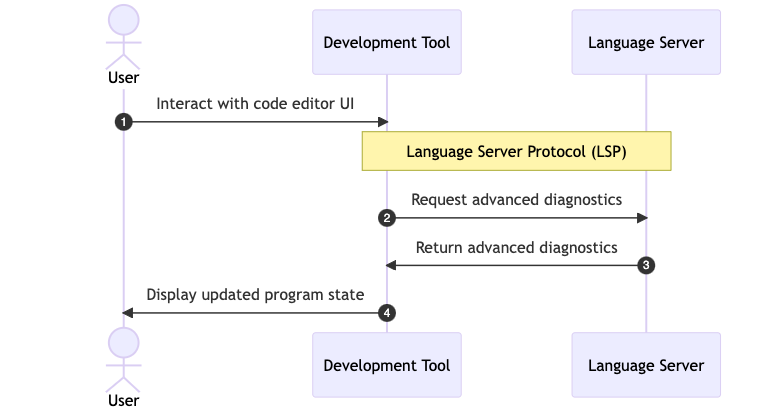 User
Development Tool
Language Server
Interact with code editor UI
1
Language Server Protocol (LSP)
Request advanced diagnostics
2
Return advanced diagnostics
3
Display updated program state
4
User
Development Tool
Language Server